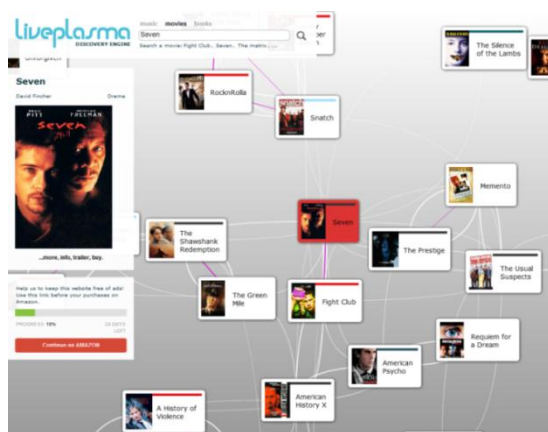 liveplasma
DISCOVERY ENGINE
music movies books
Seven
Search a movie: Fight Club, Seven, The matrix
Seven
David Fincher Drama
PITT FREEMAN
seven
...more, info, trailer, buy.
Help us to keep this website free of ads!
Use this link before your purchases on
Amazon.
PROGRESS 18%
LEFT
Continue on AMAZON
RocknRolla
Snatch
The Silence
of the Lambs
Memento
Seven
The
Shawshank
Redemption
The Prestige
The Usual
Suspects
The Green
Mile
Fight Club
Requiem for
a Dream
American
Psycho
A History of
Violence
American
History X